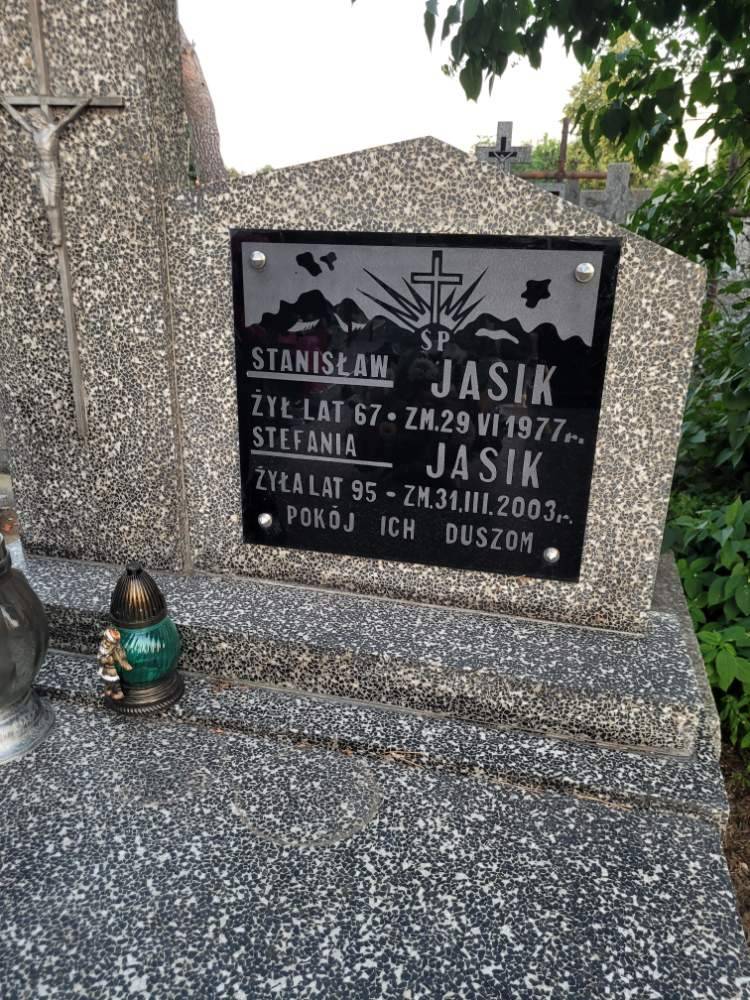 ŚP
STANISŁAW JASIK
ŻYŁ LAT 67 • ZM. 29 VI 1977r.
STEFANIA JASIK
ŻYŁA LAT 95 - ZM. 31.III.2003r.
POKÓJ ICH DUSZOM